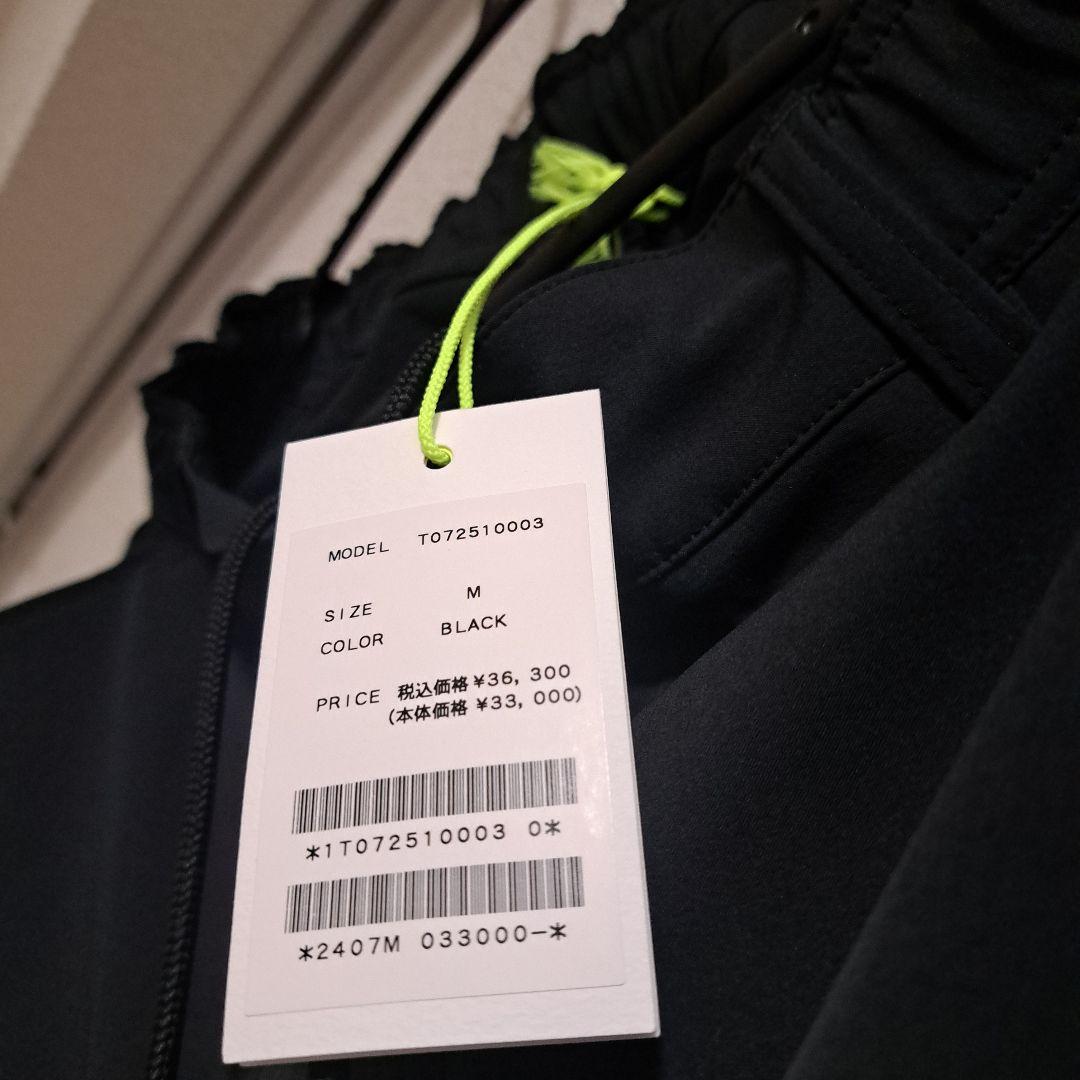 MODEL T072510003
SIZE M
COLOR BLACK
PRICE 税込価格 ¥36, 300
(本体価格 ¥33, 000)
*1T072510003 0*
*2407M 033000-*